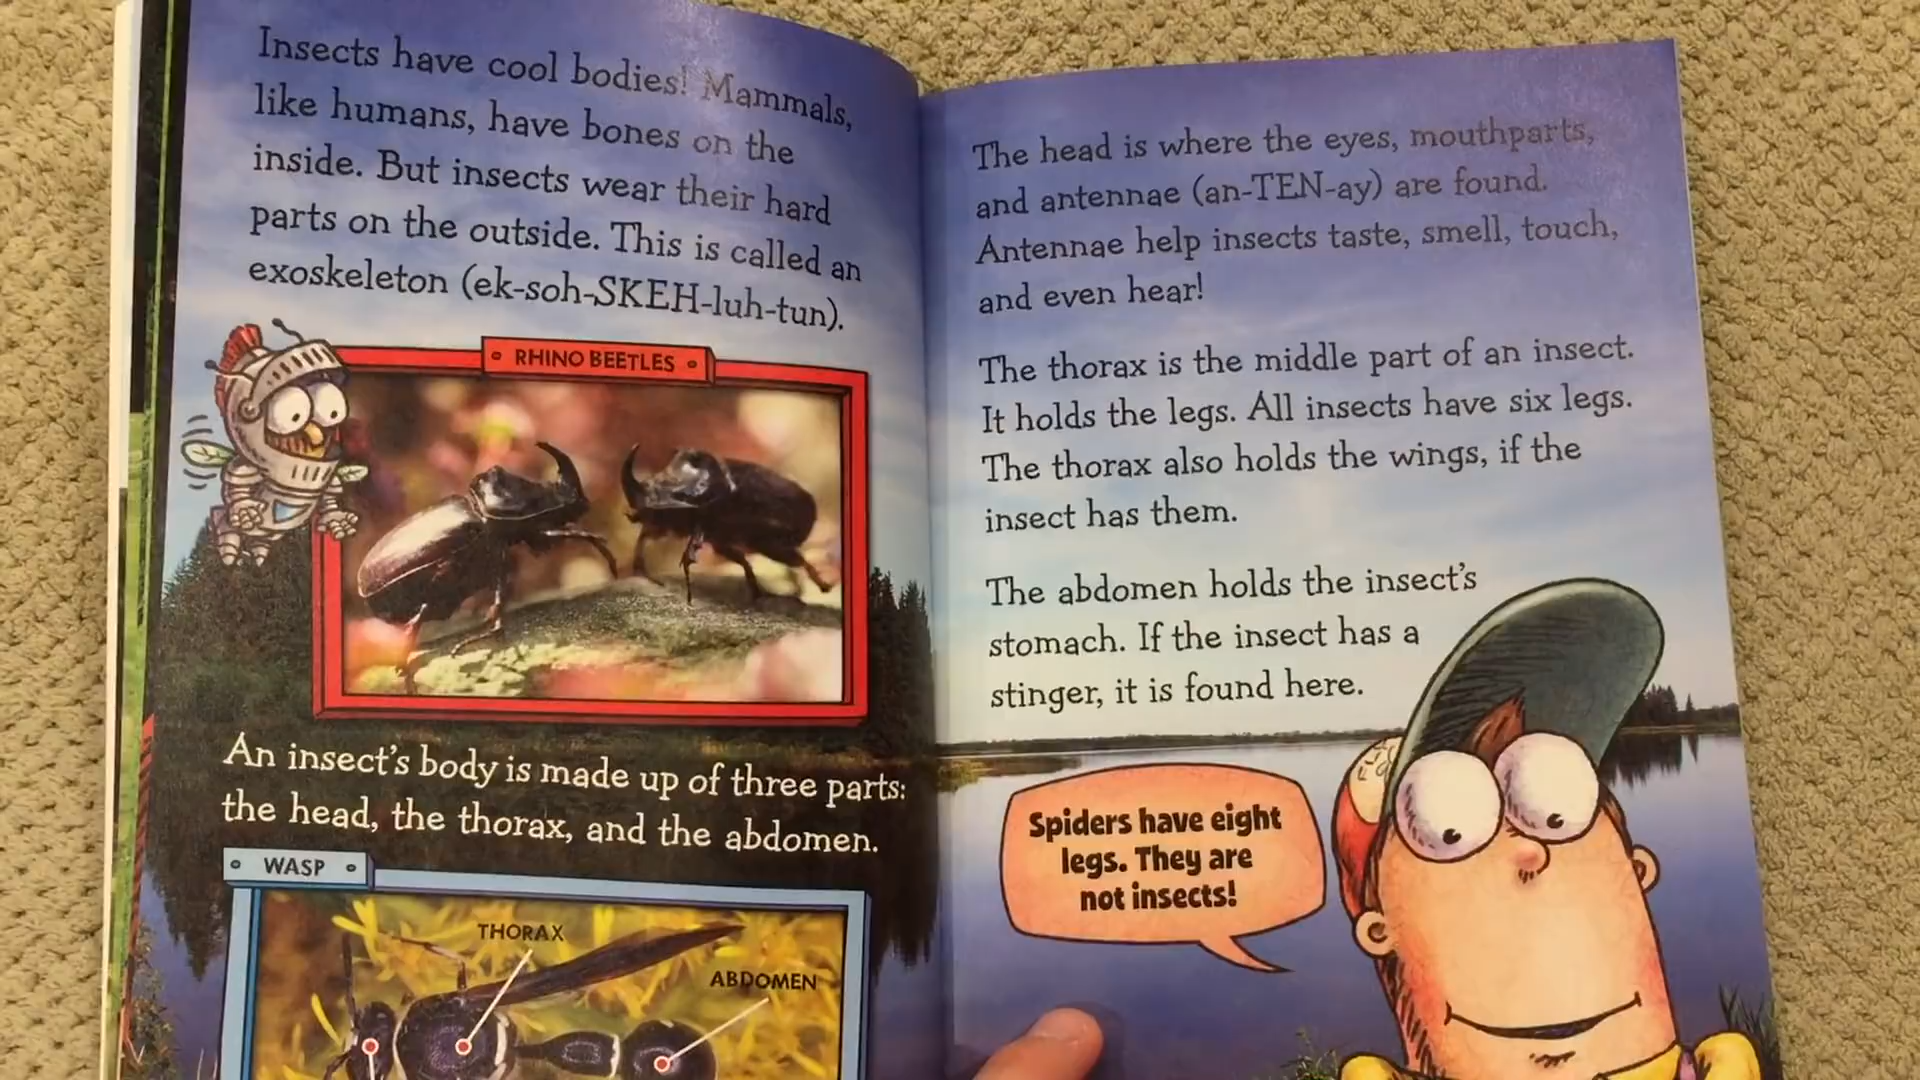 Insects have cool bodies! Mammals,
like humans, have bones on the
inside. But insects wear their hard
parts on the outside. This is called an
exoskeleton (ek-soh-SKEH-luh-tun).
RHINO BEETLES
An insect's body is made up of three parts:
the head, the thorax, and the abdomen.
WASP
THORAX
ABDOMEN
The head is where the eyes, mouthparts,
and antennae (an-TEN-ay) are found.
Antennae help insects taste, smell, touch,
and even hear!
The thorax is the middle part of an insect.
It holds the legs. All insects have six legs.
The thorax also holds the wings, if the
insect has them.
The abdomen holds the insect's
stomach. If the insect has a
stinger, it is found here.
Spiders have eight
legs. They are
not insects!